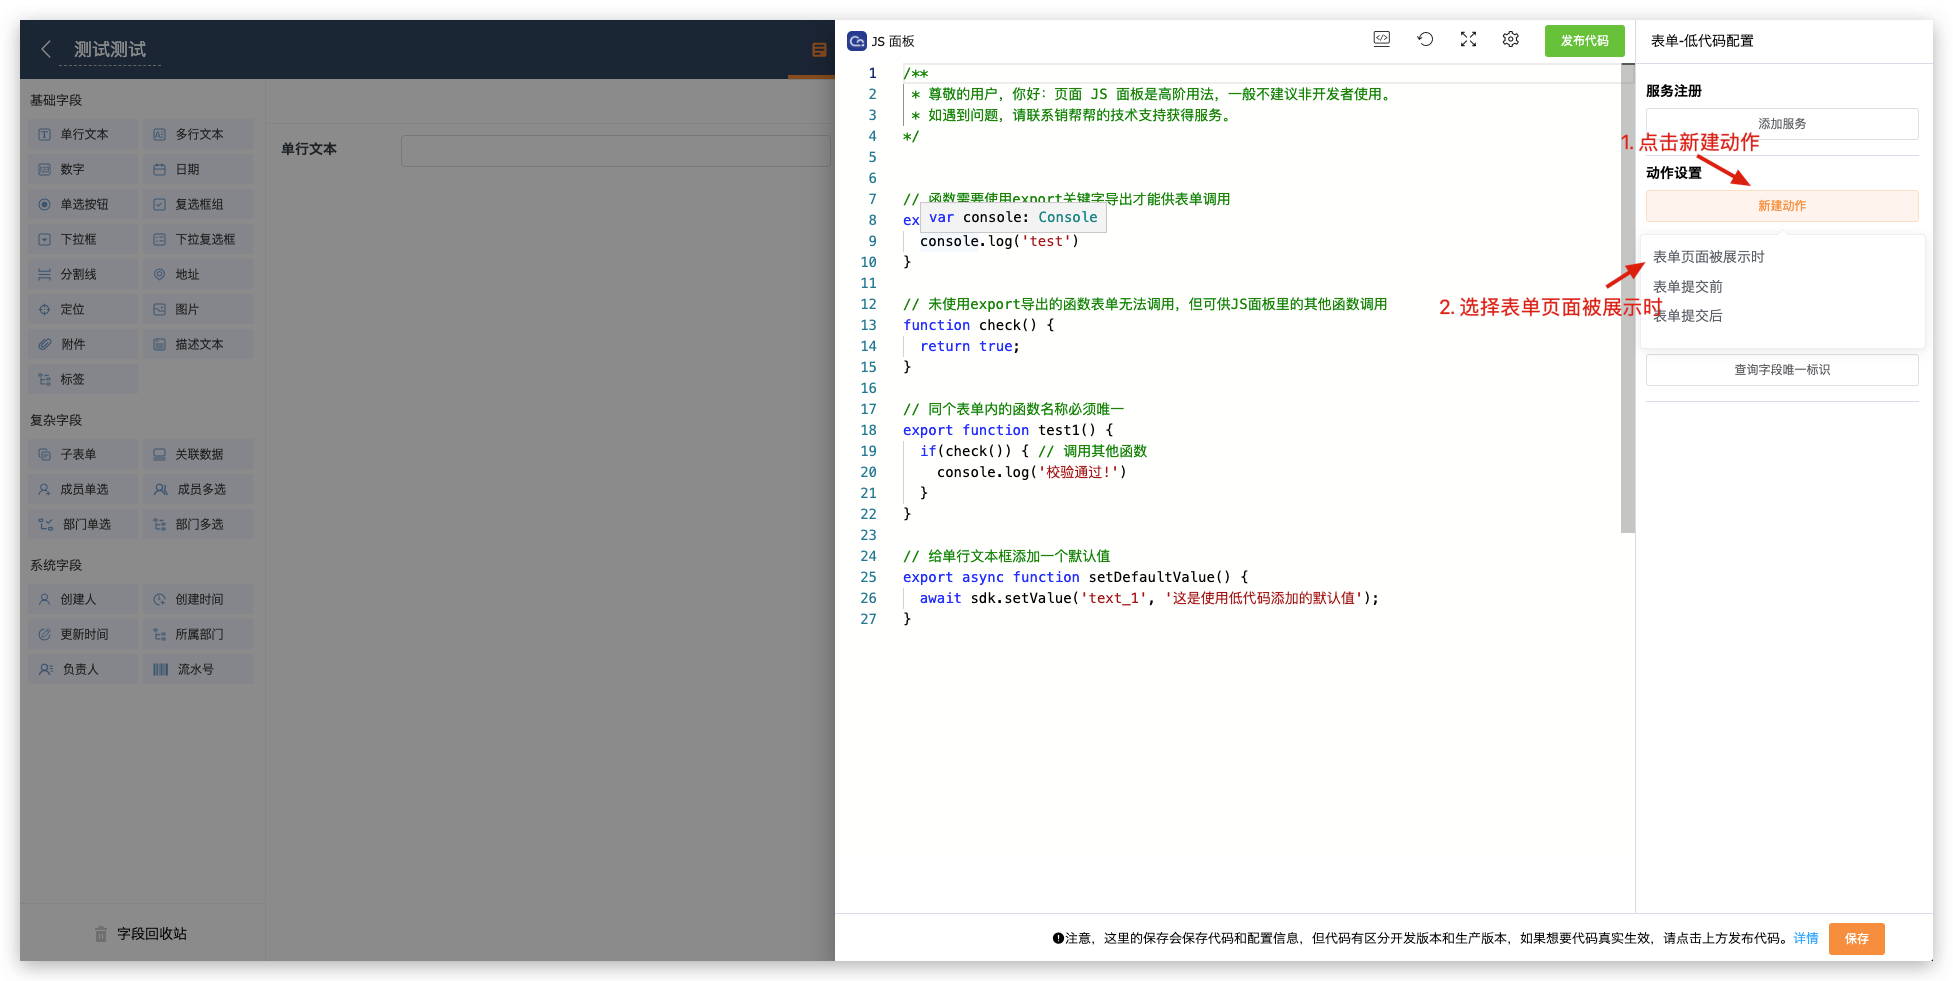 测试测试
基础字段
单行文本
多行文本
数字
日期
单选按钮
复选框组
下拉框
下拉复选框
分割线
地址
定位
图片
附件
描述文本
标签
复杂字段
子表单
关联数据
成员单选
成员多选
部门单选
部门多选
系统字段
创建人
创建时间
更新时间
所属部门
负责人
流水号
字段回收站
单行文本
JS 面板
发布代码
1 /**
2 * 尊敬的用户，你好：页面 JS 面板是高阶用法，一般不建议非开发者使用。
3 * 如遇到问题，请联系销帮帮的技术支持获得服务。
4 */
5
6
7 // 函数需要使用export关键字导出才能供表单调用
8 ex
var console: Console
9 console.log('test')
10 }
11
12 // 未使用export导出的函数表单无法调用，但可供JS面板里的其他函数调用
13 function check() {
14 return true;
15 }
16
17 // 同个表单内的函数名称必须唯一
18 export function test1() {
19 if(check()) { // 调用其他函数
20 console.log('校验通过!')
21 }
22 }
23
24 // 给单行文本框添加一个默认值
25 export async function setDefaultValue() {
26 await sdk.setValue('text_1', '这是使用低代码添加的默认值');
27 }
表单-低代码配置
服务注册
添加服务
1. 点击新建动作
动作设置
新建动作
表单页面被展示时
表单提交前
2. 选择表单页面被展示时
表单提交后
查询字段唯一标识
注意，这里的保存会保存代码和配置信息，但代码有区分开发版本和生产版本，如果想要代码真实生效，请点击上方发布代码。详情
保存